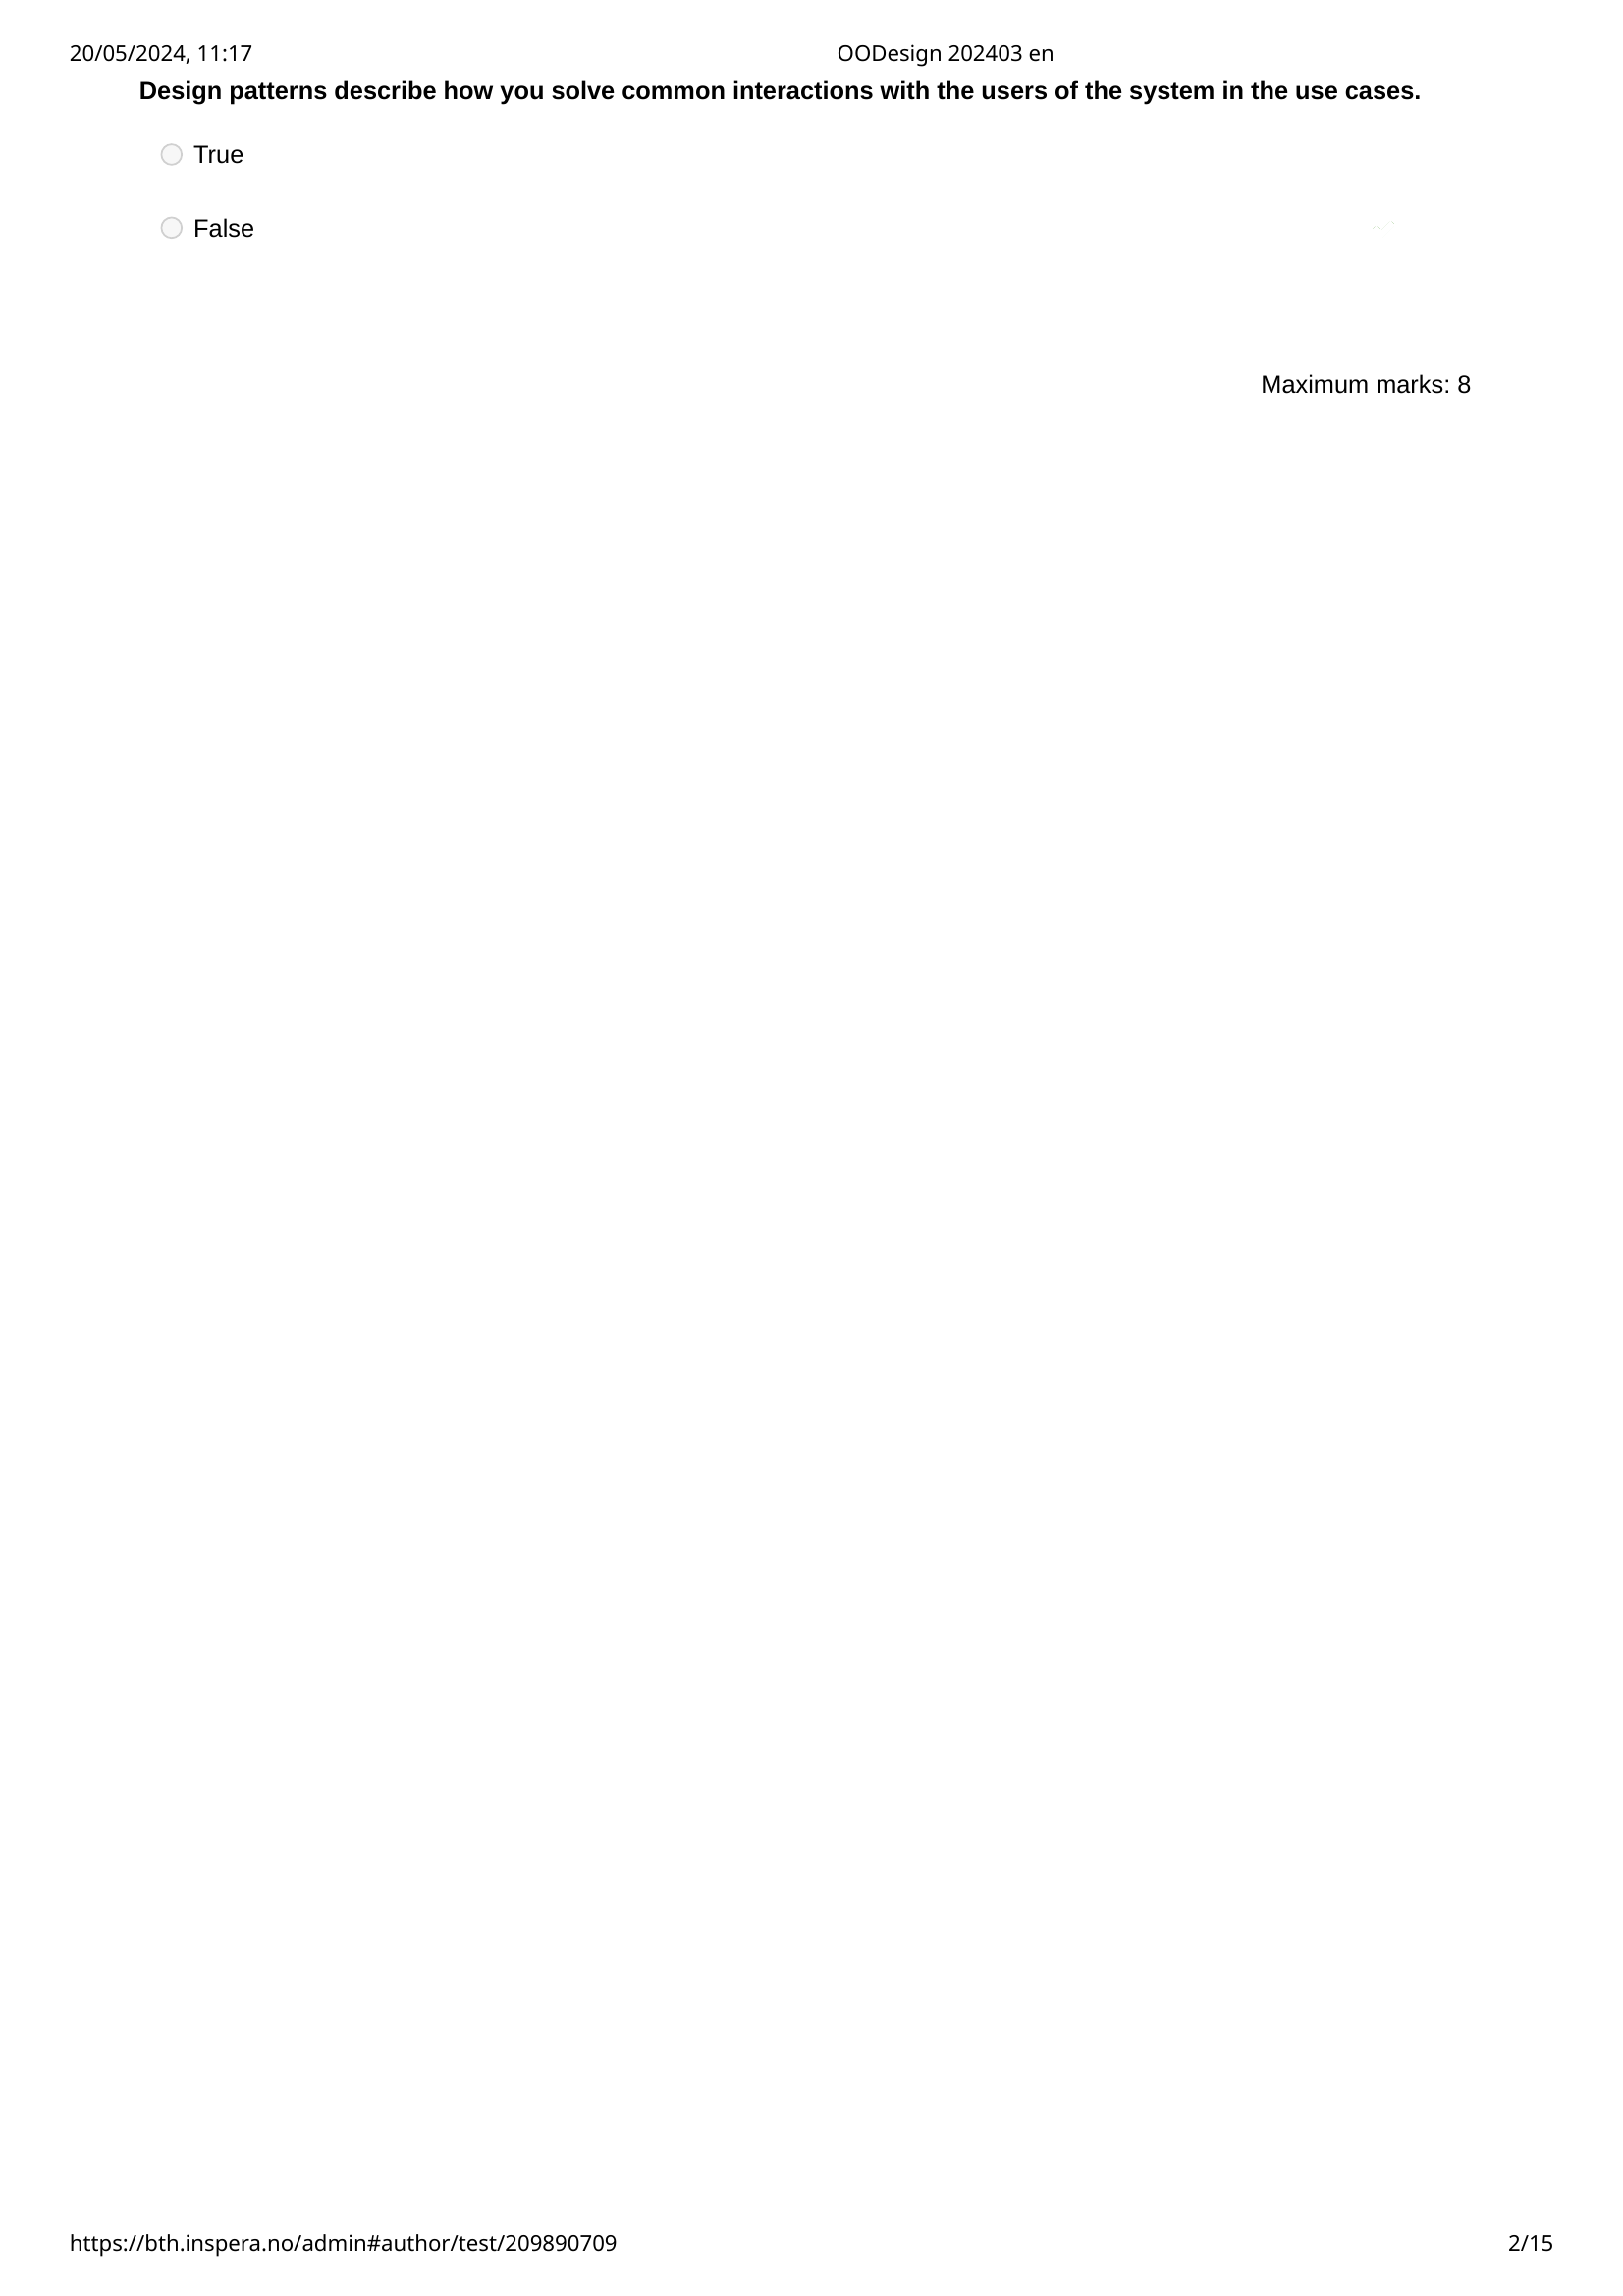 20/05/2024, 11:17 OODesign 202403 en
Design patterns describe how you solve common interactions with the users of the system in the use cases.
True
False
Maximum marks: 8
https://bth.inspera.no/admin#author/test/209890709 2/15